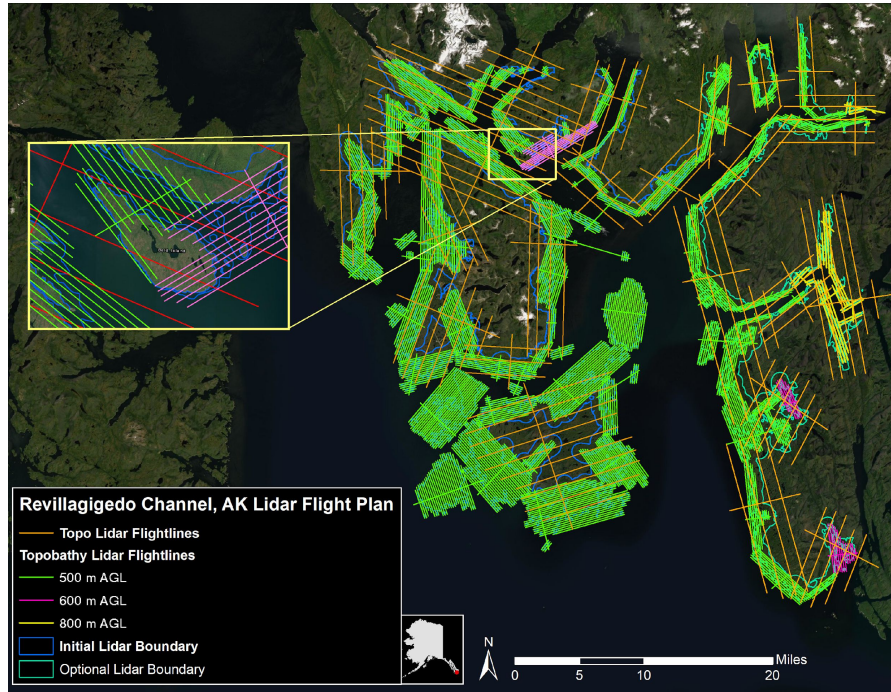 Revillagigedo Channel, AK Lidar Flight Plan
Topo Lidar Flightlines
Topobathy Lidar Flightlines
500 m AGL
600 m AGL
800 m AGL
Initial Lidar Boundary
Optional Lidar Boundary
N
Miles
0 5 10 20